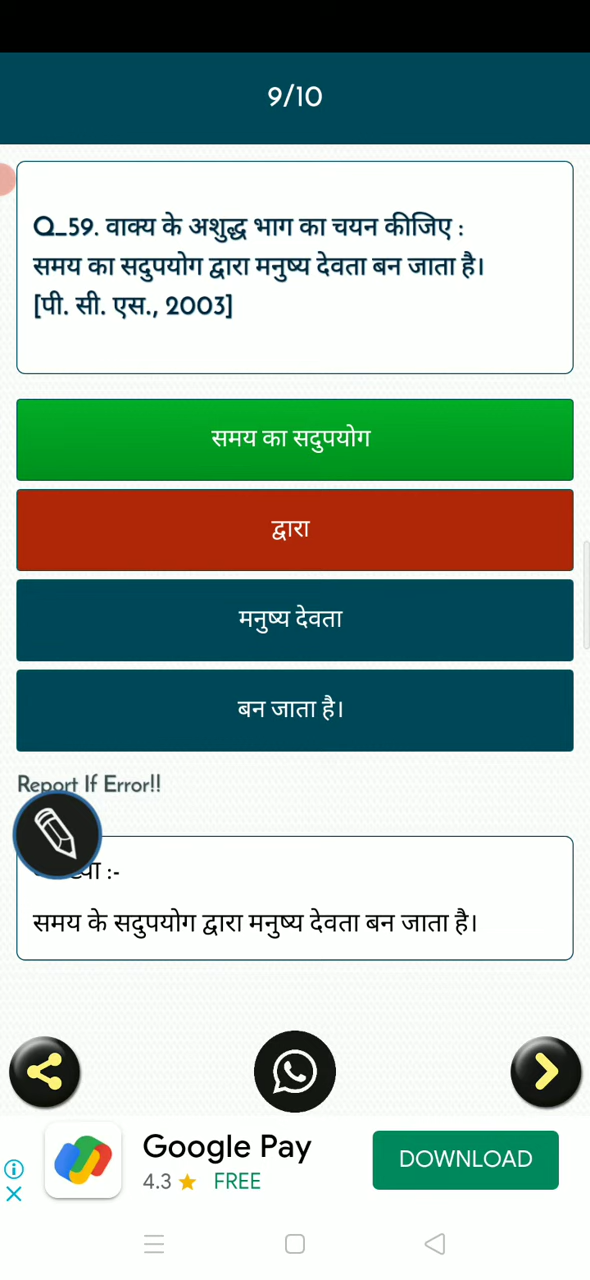 9/10
Q_59. वाक्य के अशुद्ध भाग का चयन कीजिए :
समय का सदुपयोग द्वारा मनुष्य देवता बन जाता है।
[पी. सी. एस., 2003]
समय का सदुपयोग
द्वारा
मनुष्य देवता
बन जाता है।
Report If Error!!
:-
समय के सदुपयोग द्वारा मनुष्य देवता बन जाता है।
Google Pay
4.3 ★ FREE
DOWNLOAD